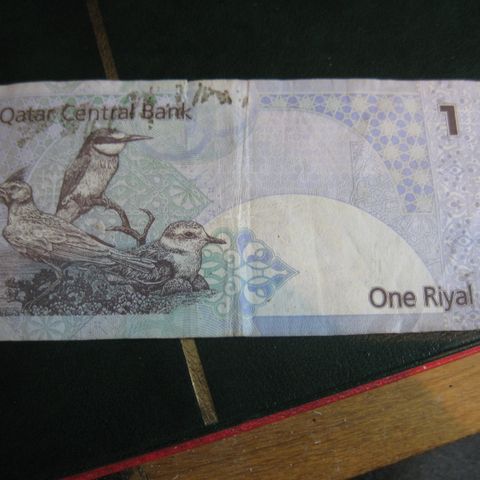 Qatar Central Bank
1
One Riyal